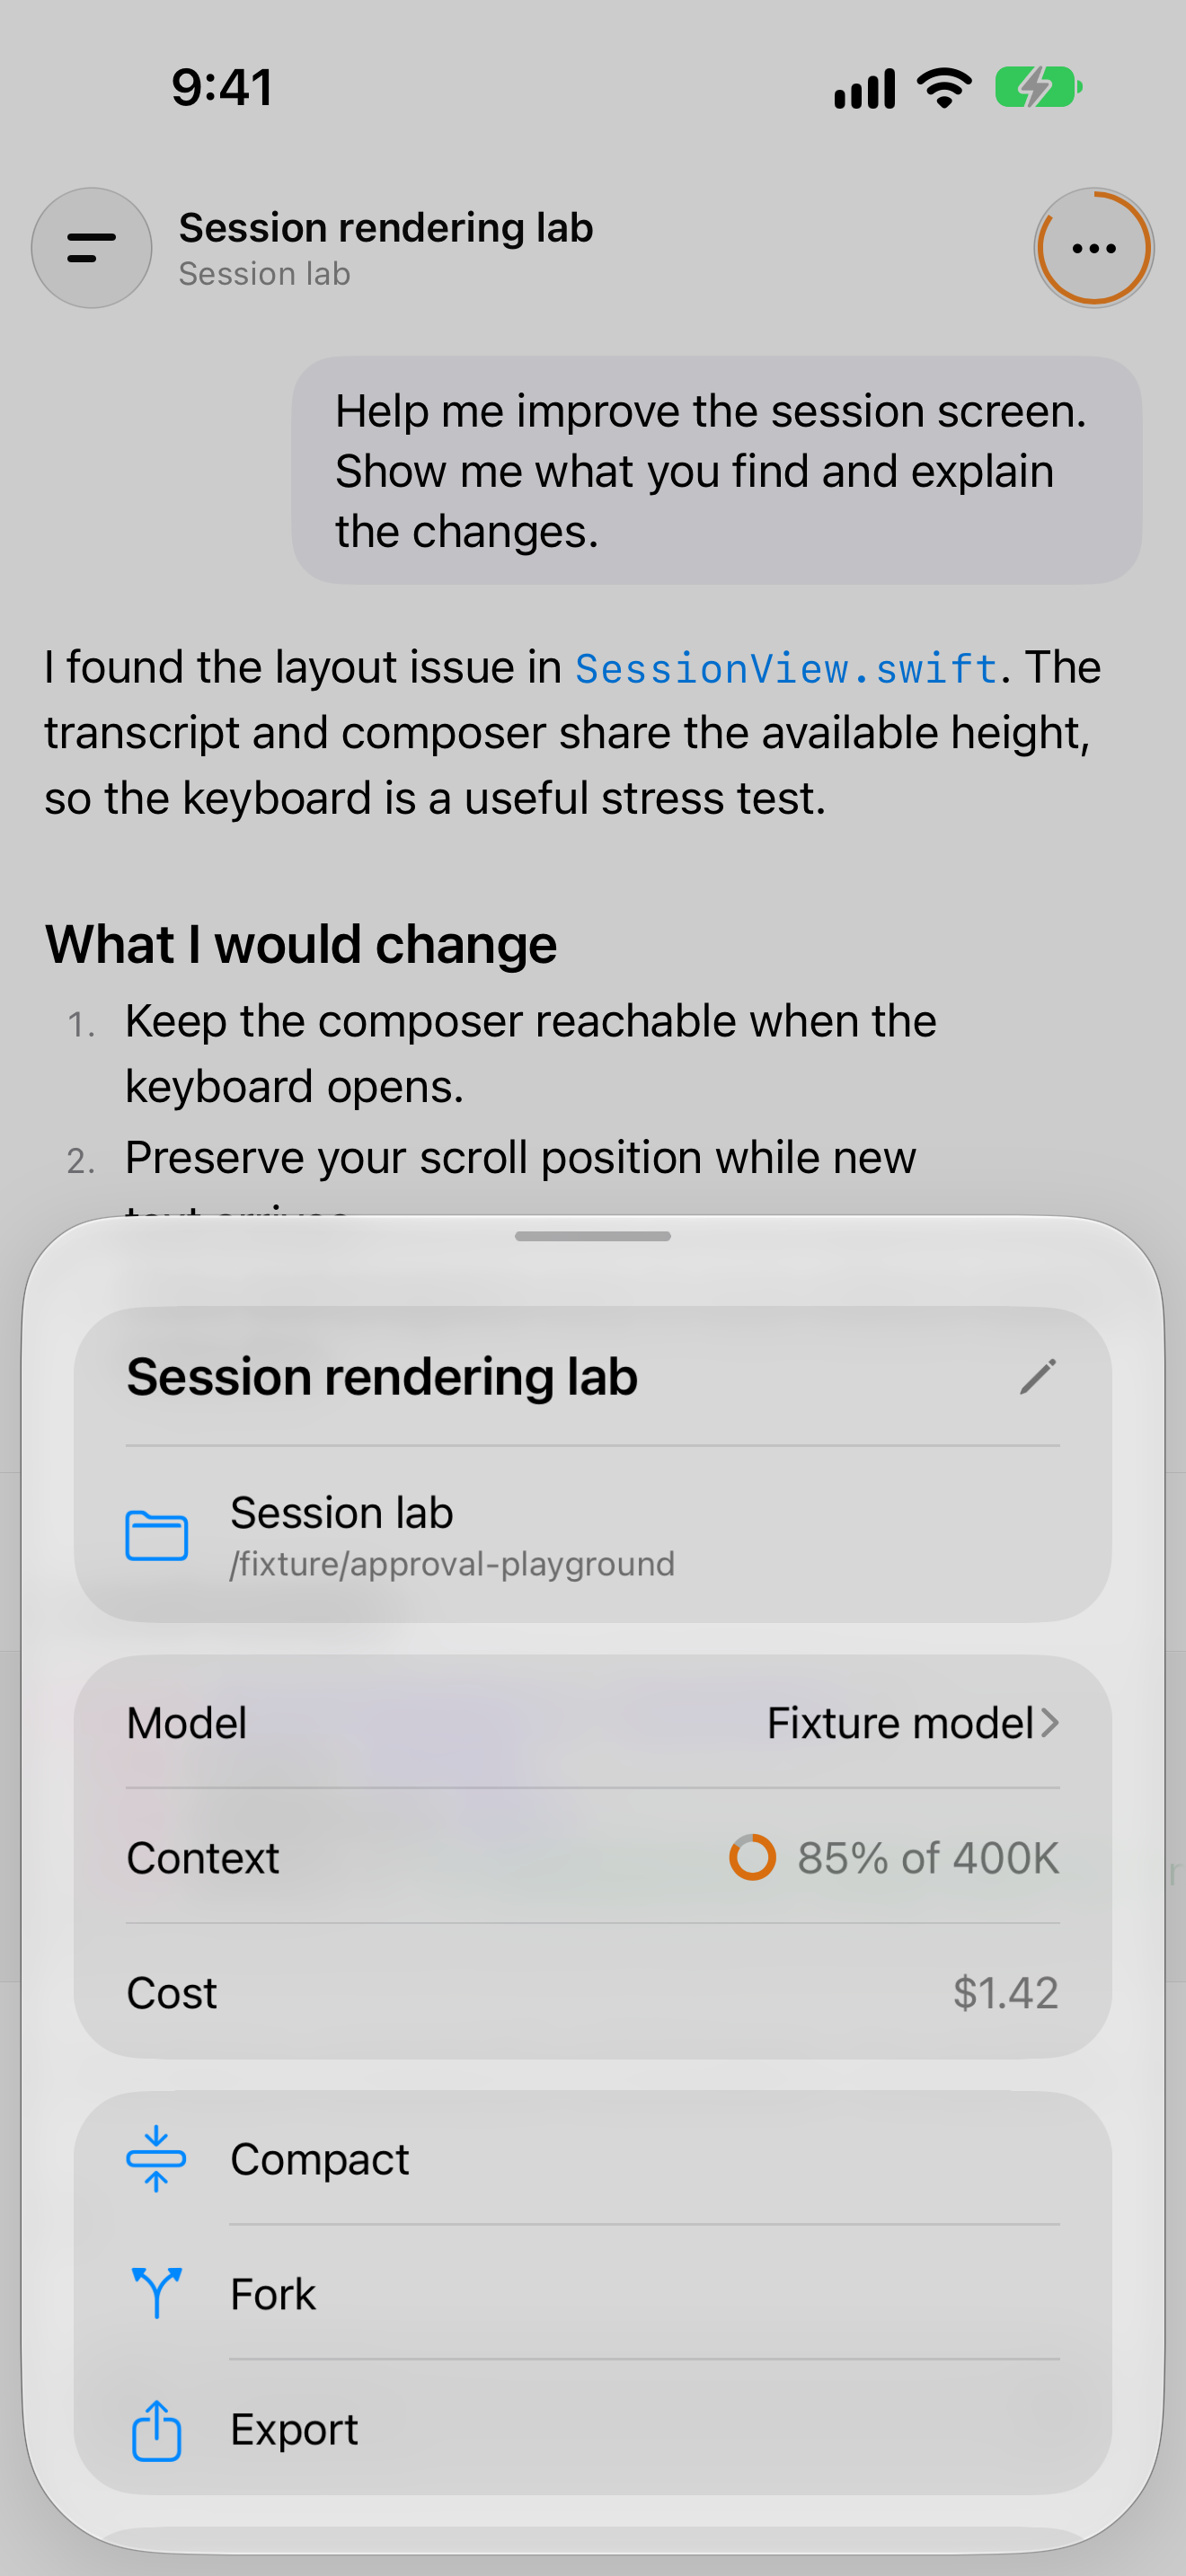 9:41
Session rendering lab
Session lab
Help me improve the session screen.
Show me what you find and explain
the changes.
I found the layout issue in SessionView.swift. The
transcript and composer share the available height,
so the keyboard is a useful stress test.
What I would change
1. Keep the composer reachable when the
keyboard opens.
2. Preserve your scroll position while new
text arrives
Session rendering lab
Session lab
/fixture/approval-playground
Model Fixture model
Context 85% of 400K
Cost $1.42
Compact
Fork
Export